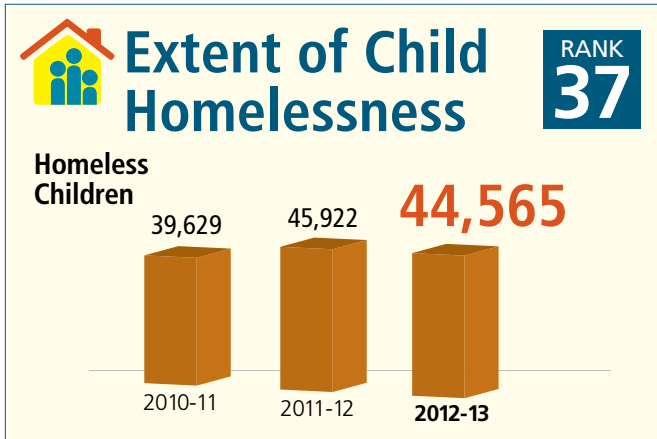 Extent of Child
Homelessness
RANK
37
Homeless
Children
39,629
45,922
44,565
2010-11
2011-12
2012-13